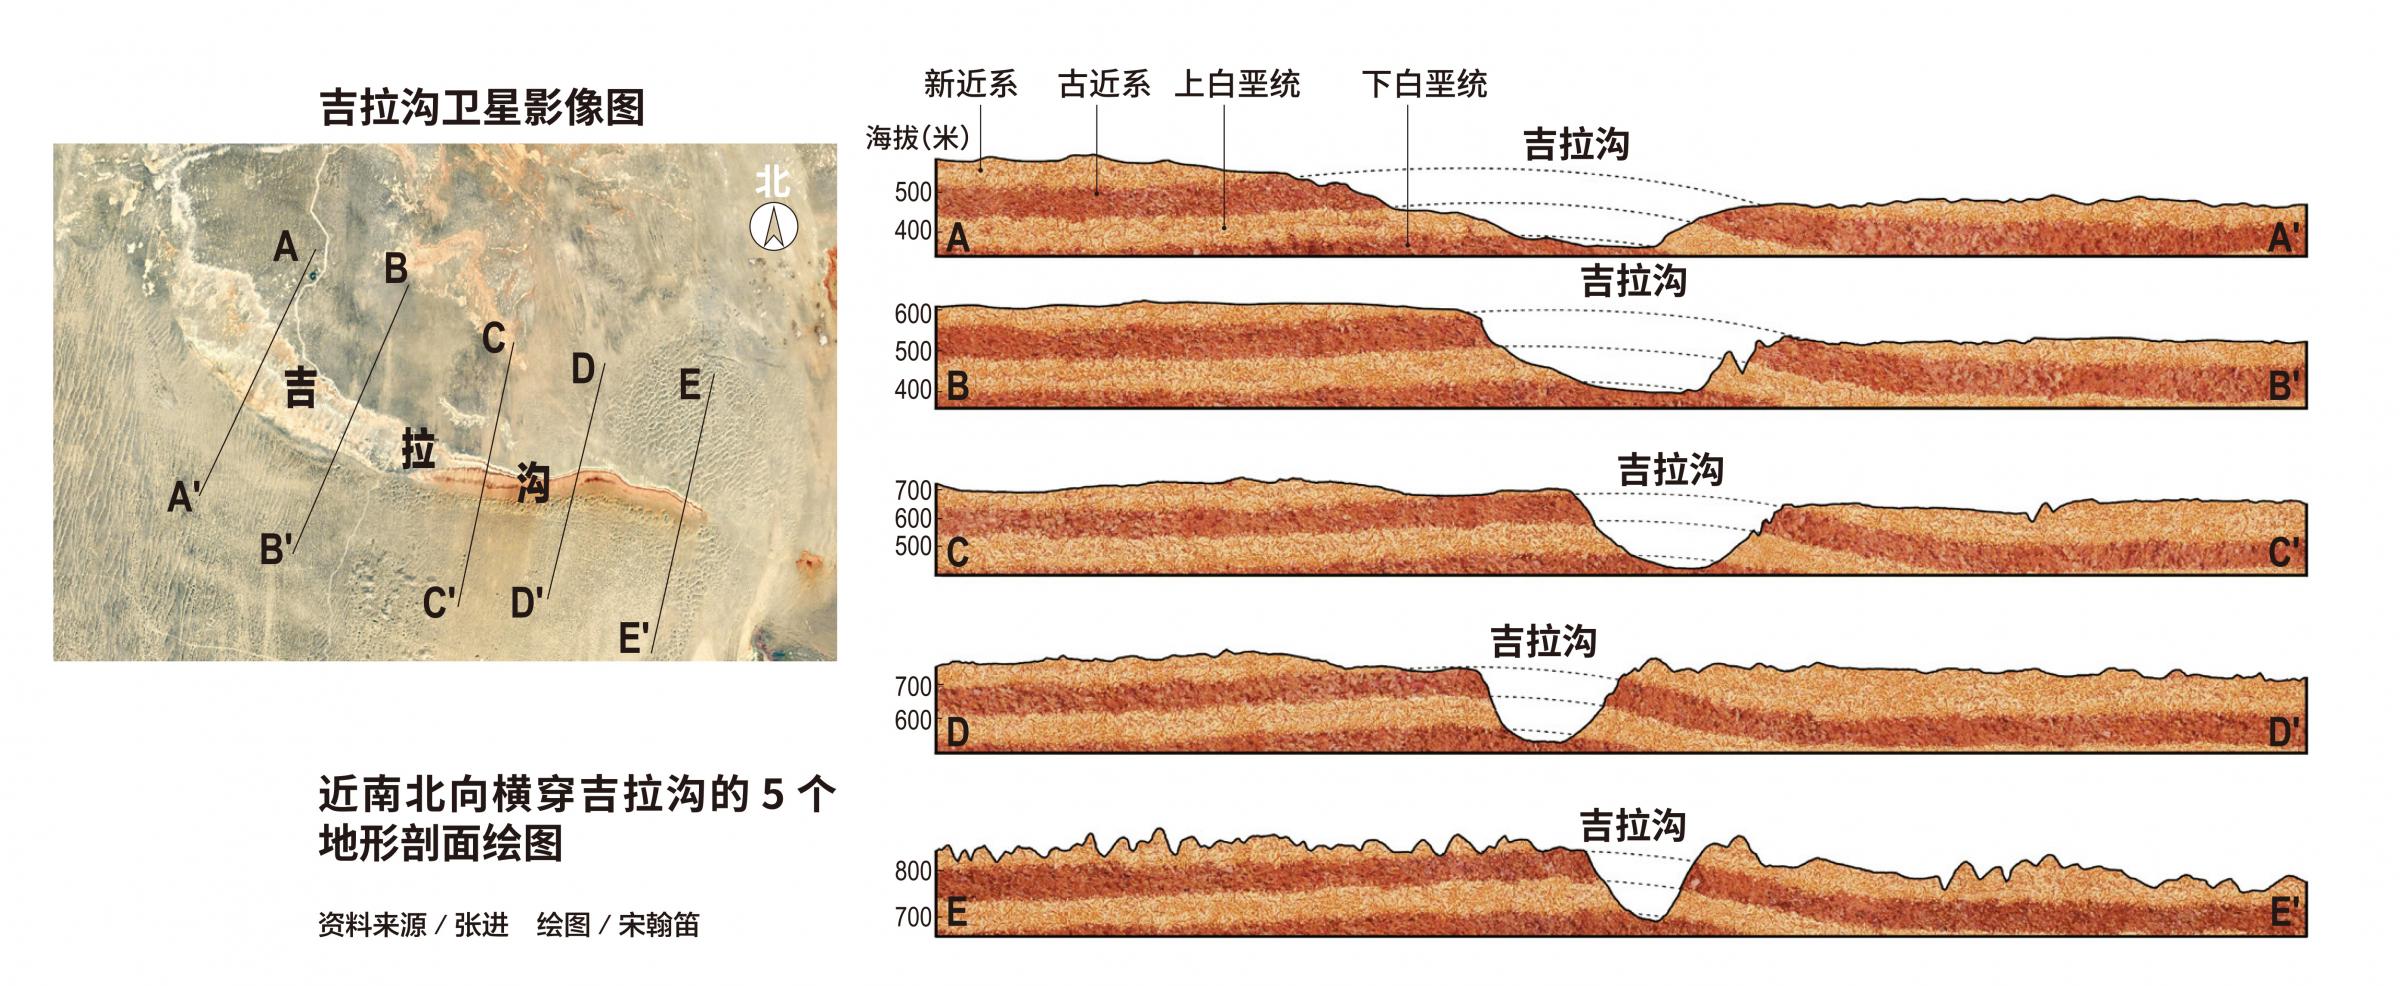 吉拉沟卫星影像图
北
A
B
C
D
E
吉
拉
沟
A'
B'
C'
D'
E'
近南北向横穿吉拉沟的 5 个
地形剖面绘图
资料来源 / 张进 绘图 / 宋翰笛
新近系 古近系 上白垩统 下白垩统
海拔(米)
吉拉沟
500
400
A
A'
吉拉沟
600
500
400
B
B'
吉拉沟
700
600
500
C
C'
吉拉沟
700
600
D
D'
吉拉沟
800
700
E
E'